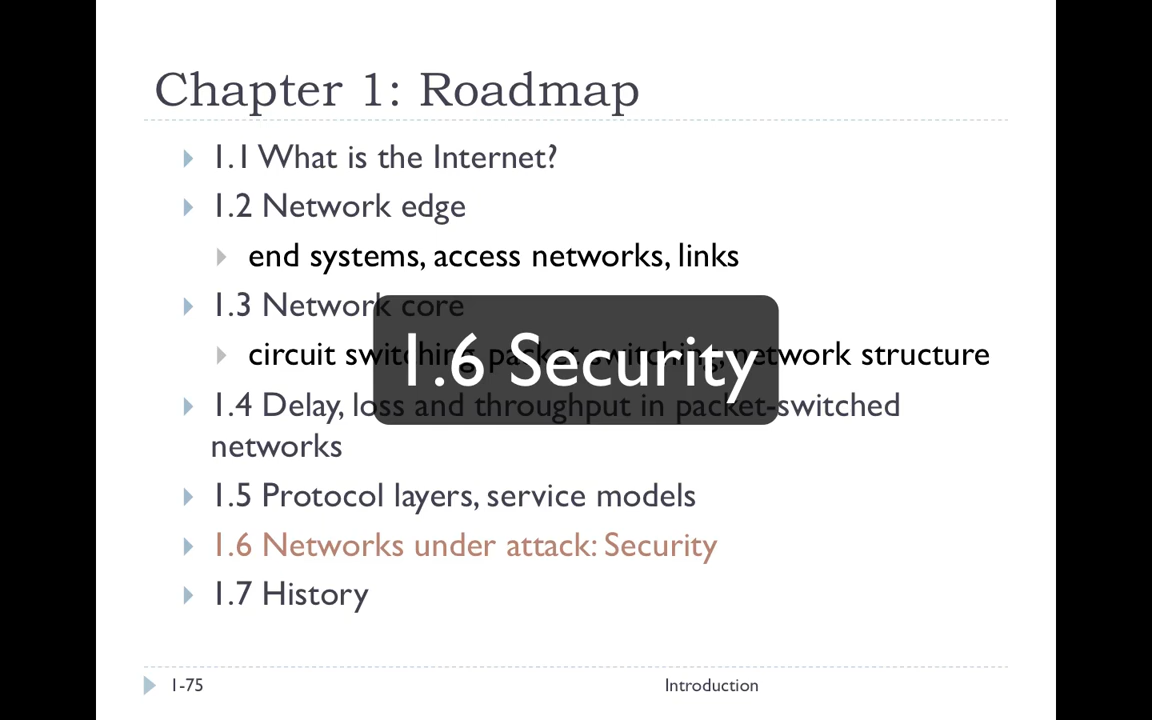 Chapter 1: Roadmap
1.1 What is the Internet?
1.2 Network edge
end systems, access networks, links
1.3 Network core
circuit switching, packet switching, network structure
1.6 Security
1.4 Delay, loss and throughput in packet-switched
networks
1.5 Protocol layers, service models
1.6 Networks under attack: Security
1.7 History
1-75
Introduction